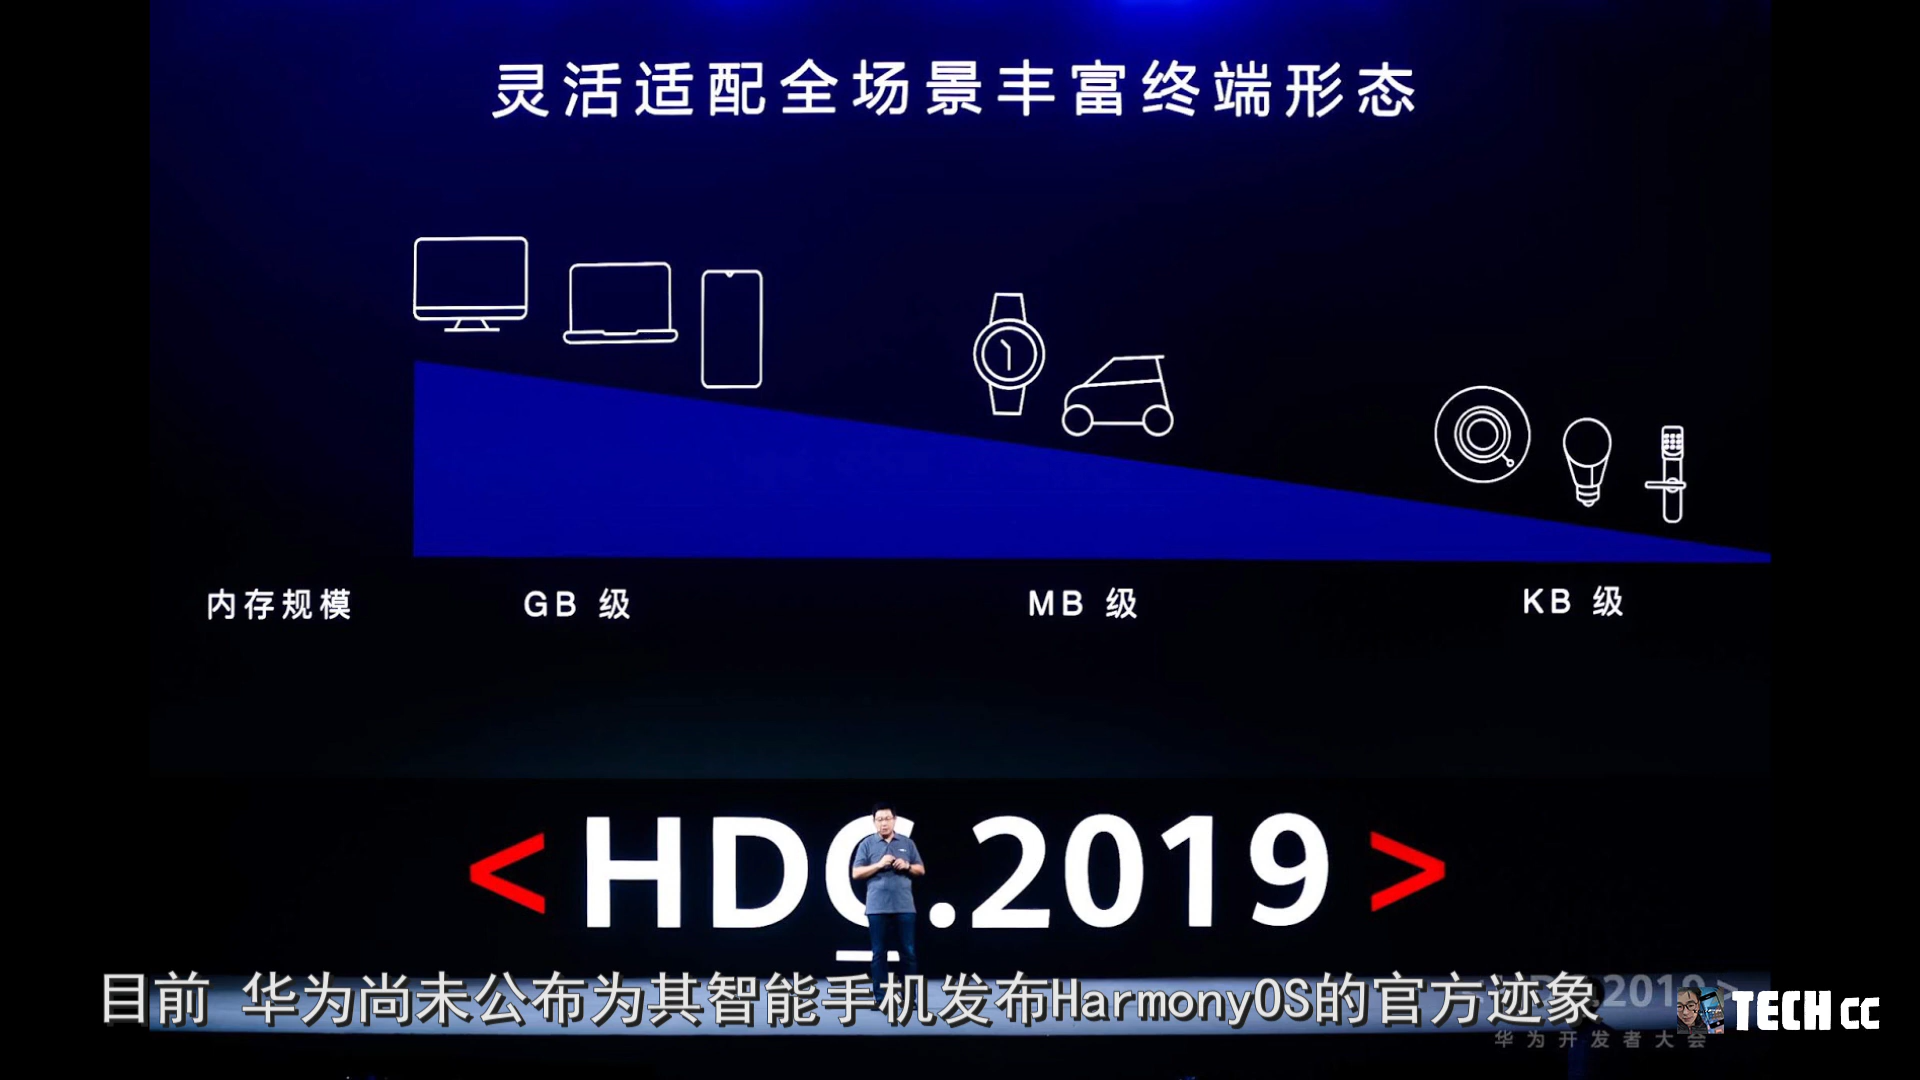 灵活适配全场景丰富终端形态
内存规模 GB 级 MB 级 KB 级
<HDC.2019>
目前 华为尚未公布为其智能手机发布HarmonyOS的官方迹象
.2019>
TECH cc
华为开发者大会